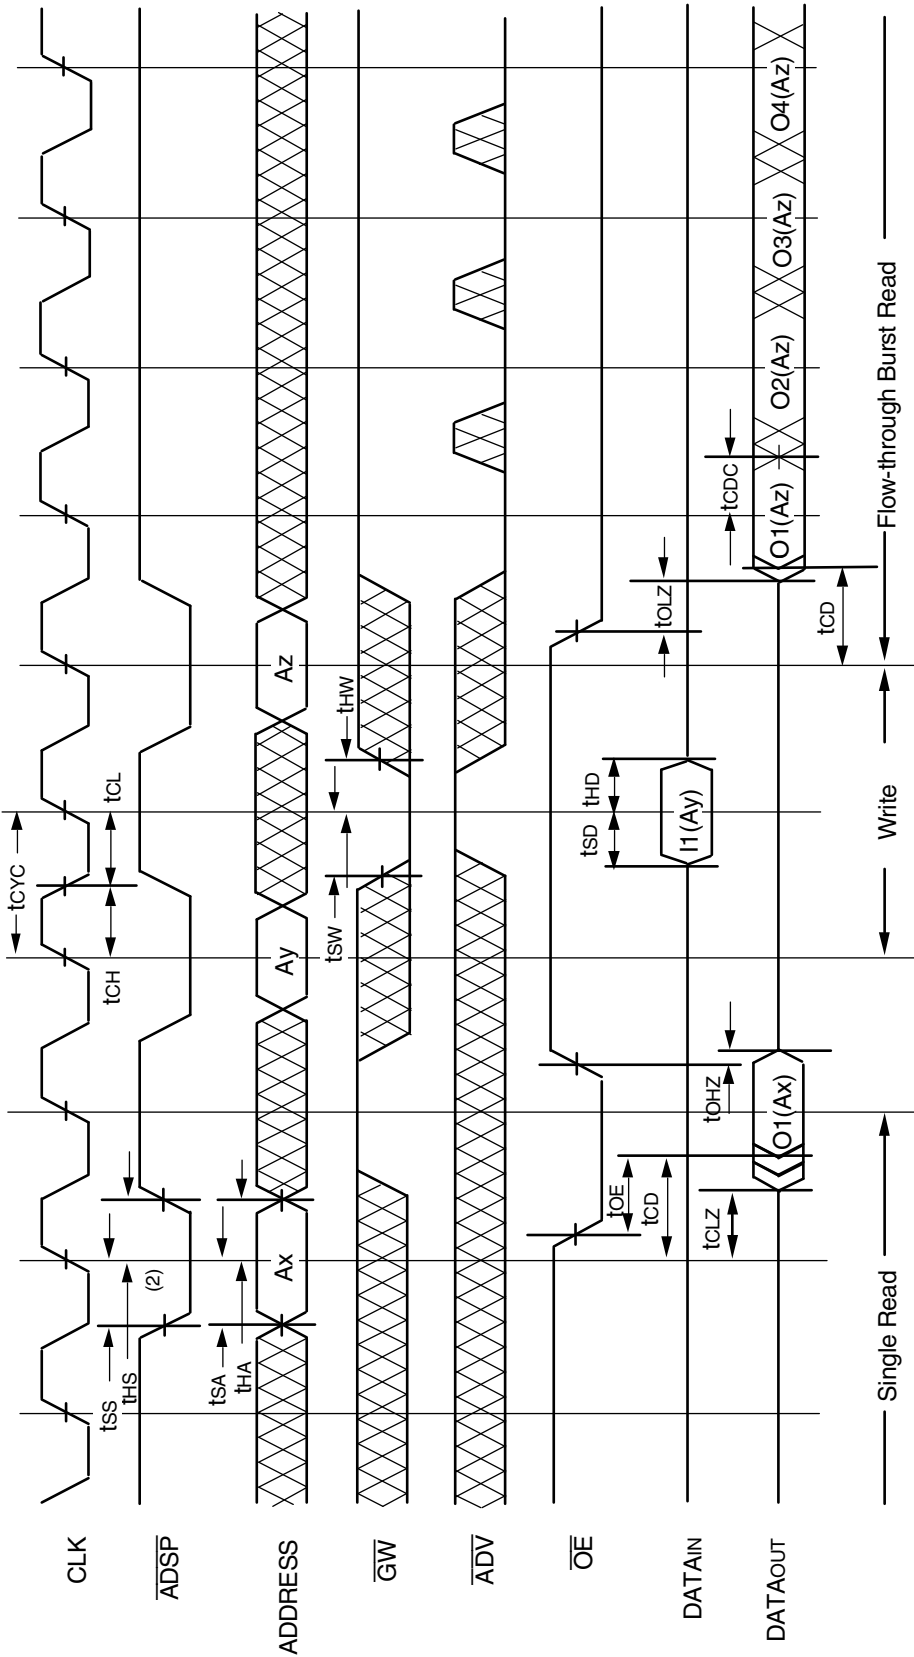 CLK
tCYC
tCH
tCL
tSS
tHS
(2)
ADSP
tSA
tHA
ADDRESS
Ax
Ay
Az
tSW
tHW
GW
ADV
OE
DATAIN
tSD
tHD
I1(Ay)
tOE
tCD
tOHZ
tOLZ
tCLZ
tCDC
tCD
DATAOUT
O1(Ax)
O1(Az)
O2(Az)
O3(Az)
O4(Az)
Single Read
Write
Flow-through Burst Read